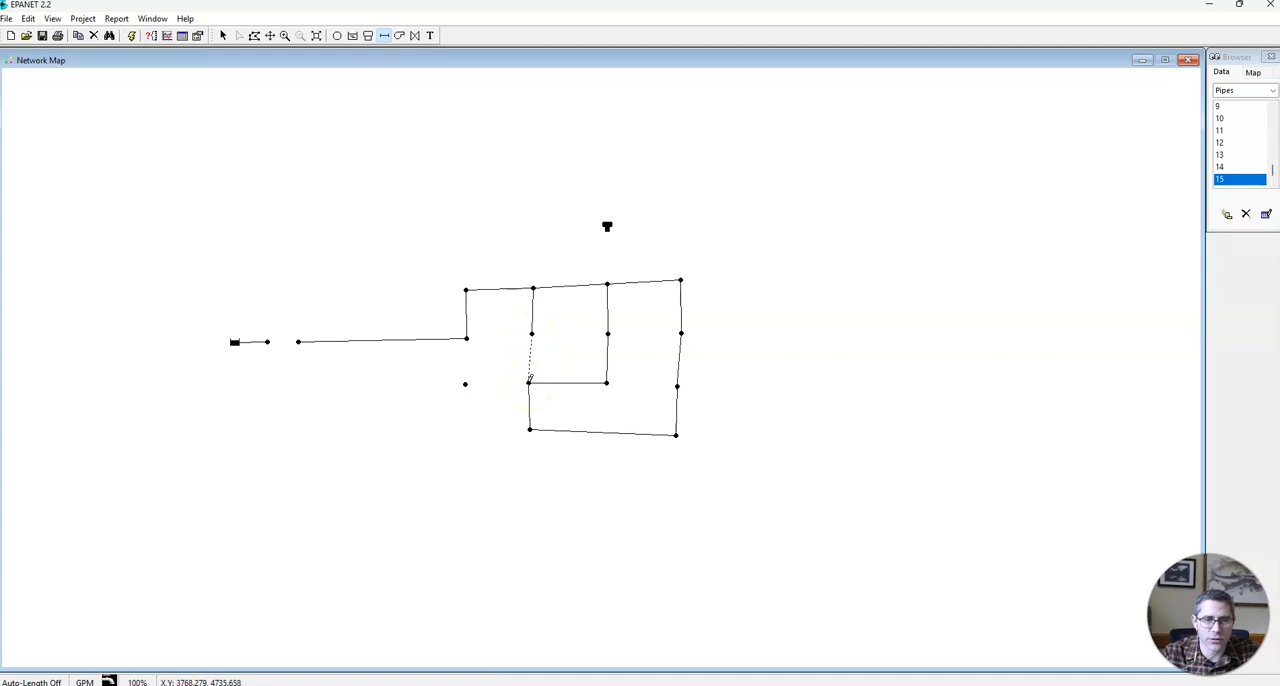 EPANET 2.2
File Edit View Project Report Window Help
T
Network Map
Browser
Data Map
Pipes
9
10
11
12
13
14
15
Auto-Length Off GPM 100% X,Y: 3768.279, 4735.658